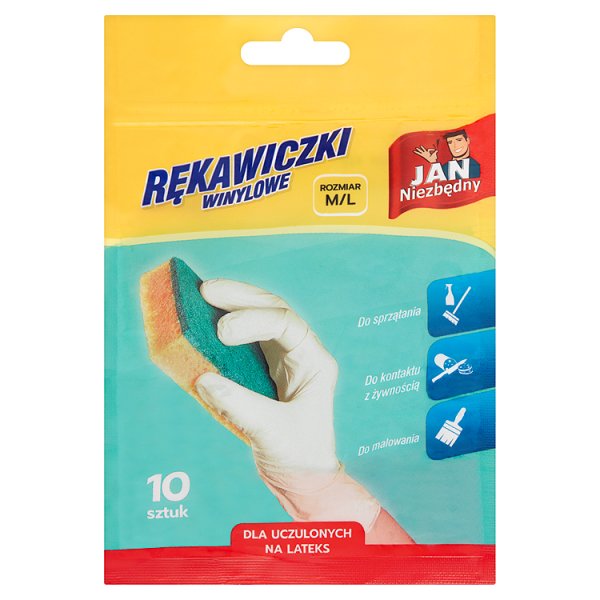 RĘKAWICZKI
WINYLOWE
ROZMIAR
M/L
JAN
Niezbędny
Do sprzątania
Do kontaktu
z żywnością
Do malowania
10
sztuk
DLA UCZULONYCH
NA LATEKS